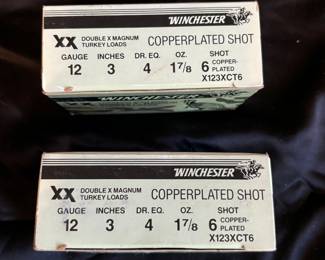 WINCHESTER
XX DOUBLE X MAGNUM TURKEY LOADS COPPERPLATED SHOT
GAUGE INCHES DR. EQ. OZ. SHOT
12 3 4 1 7/8 6 COPPER-PLATED
X123XCT6
WINCHESTER
WINCHESTER
XX DOUBLE X MAGNUM TURKEY LOADS COPPERPLATED SHOT
GAUGE INCHES DR. EQ. OZ. SHOT
12 3 4 1 7/8 6 COPPER-PLATED
X123XCT6